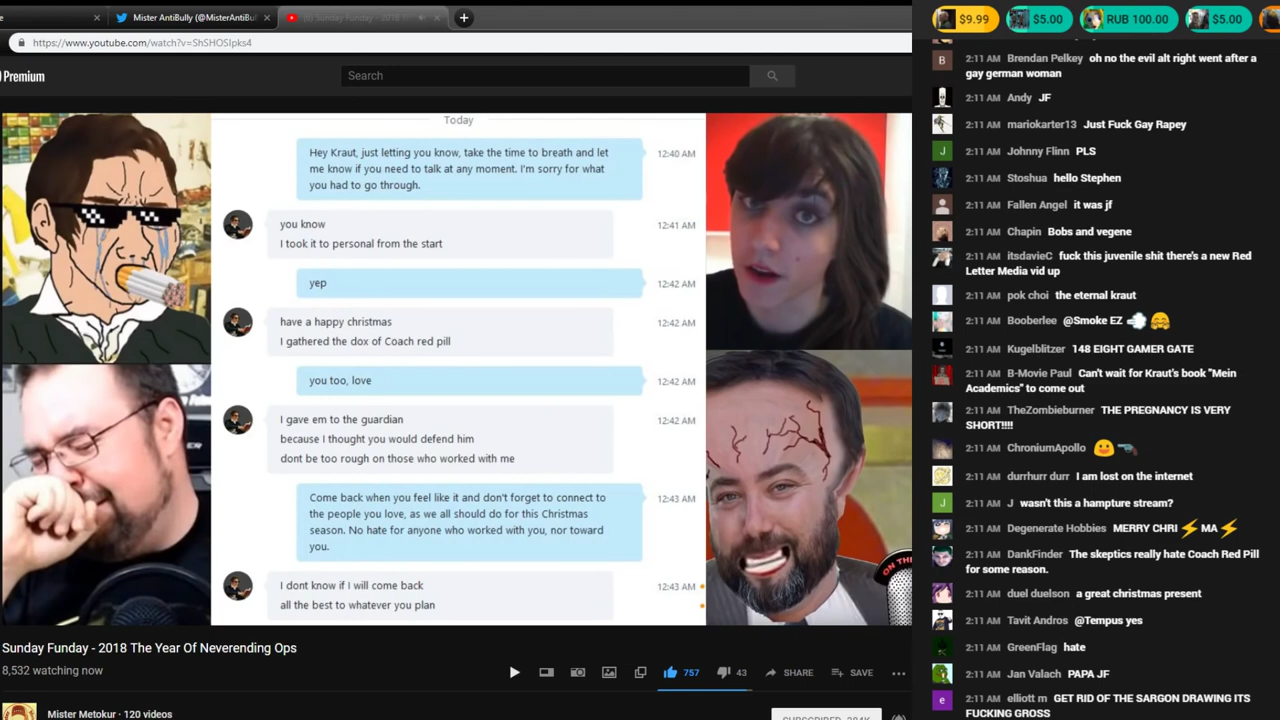 Mister AntiBully (@MisterAntiBul
Sunday Funday - 2018 T
$9.99
$5.00
RUB 100.00
$5.00
https://www.youtube.com/watch?v=ShSHOSIpks4
Premium
Search
Today
Hey Kraut, just letting you know, take the time to breath and let
me know if you need to talk at any moment. I'm sorry for what
you had to go through.
12:40 AM
you know
I took it to personal from the start
12:41 AM
yep
12:42 AM
have a happy christmas
I gathered the dox of Coach red pill
12:42 AM
you too, love
12:42 AM
I gave em to the guardian
because I thought you would defend him
dont be too rough on those who worked with me
12:42 AM
Come back when you feel like it and don't forget to connect to
the people you love, as we all should do for this Christmas
season. No hate for anyone who worked with you, nor toward
you.
12:43 AM
I dont know if I will come back
all the best to whatever you plan
12:43 AM
ON THE
Sunday Funday - 2018 The Year Of Neverending Ops
8,532 watching now
757
43
SHARE
SAVE
Mister Metokur · 120 videos
B
2:11 AM Brendan Pelkey oh no the evil alt right went after a
gay german woman
2:11 AM Andy JF
2:11 AM mariokarter13 Just Fuck Gay Rapey
J
2:11 AM Johnny Flinn PLS
2:11 AM Stoshua hello Stephen
2:11 AM Fallen Angel it was jf
2:11 AM Chapin Bobs and vegene
2:11 AM itsdavieC fuck this juvenile shit there's a new Red
Letter Media vid up
2:11 AM pok choi the eternal kraut
2:11 AM Booberlee @Smoke EZ 💨 🤗
2:11 AM Kugelblitzer 148 EIGHT GAMER GATE
2:11 AM B-Movie Paul Can't wait for Kraut's book "Mein
Academics" to come out
2:11 AM TheZombieburner THE PREGNANCY IS VERY
SHORT!!!!
2:11 AM ChroniumApollo 😛 🔫
2:11 AM durrhurr durr I am lost on the internet
J
2:11 AM J wasn't this a hampture stream?
2:11 AM Degenerate Hobbies MERRY CHRI⚡MA⚡
2:11 AM DankFinder The skeptics really hate Coach Red Pill
for some reason.
2:11 AM duel duelson a great christmas present
2:11 AM Tavit Andros @Tempus yes
2:11 AM GreenFlag hate
2:11 AM Jan Valach PAPA JF
e
2:11 AM elliott m GET RID OF THE SARGON DRAWING ITS
FUCKING GROSS